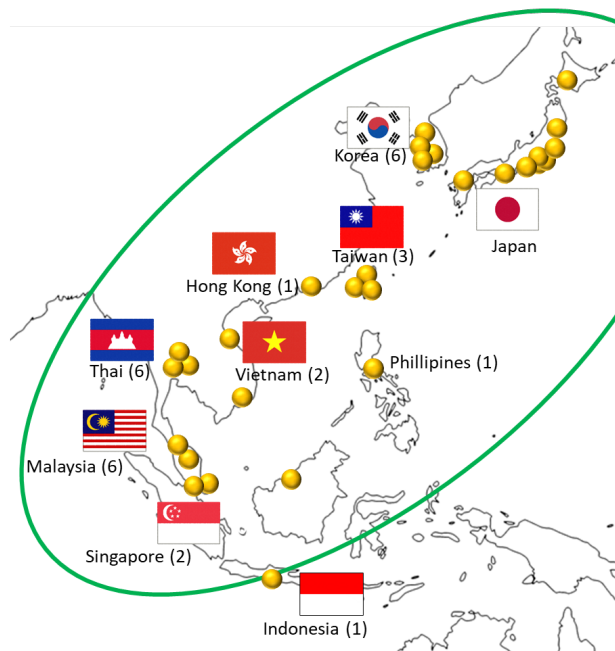 Korea (6)
Japan
Taiwan (3)
Hong Kong (1)
Phillipines (1)
Thai (6)
Vietnam (2)
Malaysia (6)
Singapore (2)
Indonesia (1)